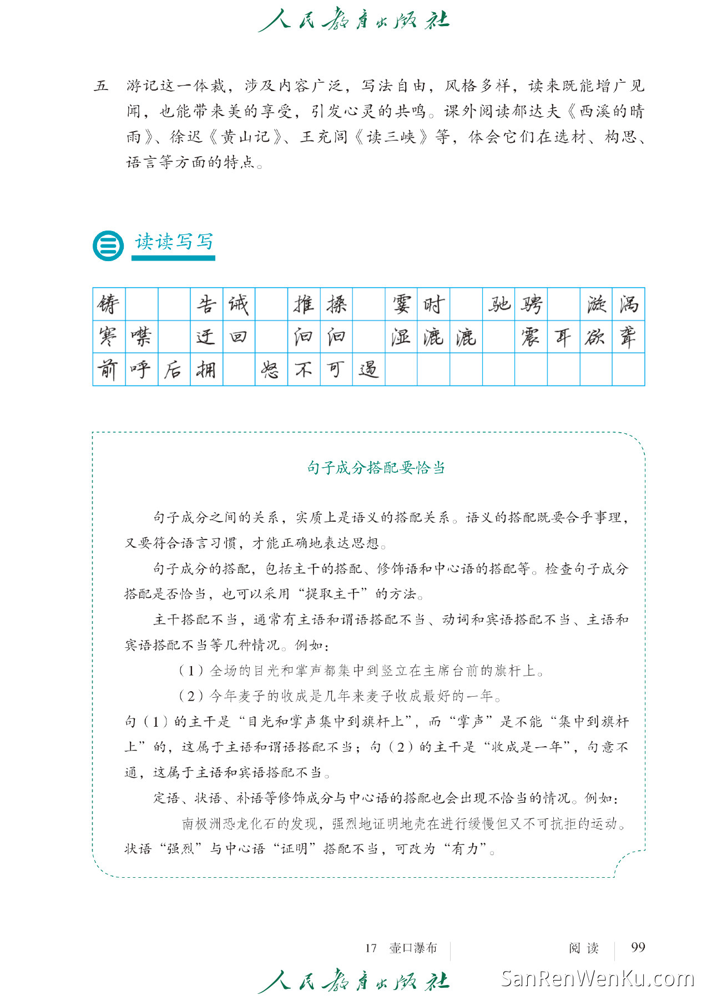 人民教育出版社
五 游记这一体裁，涉及内容广泛，写法自由，风格多样，读来既能增广见
闻，也能带来美的享受，引发心灵的共鸣。课外阅读郁达夫《西溪的晴
雨》、徐迟《黄山记》、王充闾《读三峡》等，体会它们在选材、构思、
语言等方面的特点。
读读写写
铸 告诫 推搡 霎时 驰骋 漩涡
寒噤 迂回 汩汩 湿漉漉 震耳欲聋
前呼后拥 怒不可遏
句子成分搭配要恰当
句子成分之间的关系，实质上是语义的搭配关系。语义的搭配既要合乎事理，
又要符合语言习惯，才能正确地表达思想。
句子成分的搭配，包括主干的搭配、修饰语和中心语的搭配等。检查句子成分
搭配是否恰当，也可以采用“提取主干”的方法。
主干搭配不当，通常有主语和谓语搭配不当、动词和宾语搭配不当、主语和
宾语搭配不当等几种情况。例如：
（1）全场的目光和掌声都集中到竖立在主席台前的旗杆上。
（2）今年麦子的收成是几年来麦子收成最好的一年。
句（1）的主干是“目光和掌声集中到旗杆上”，而“掌声”是不能“集中到旗杆
上”的，这属于主语和谓语搭配不当；句（2）的主干是“收成是一年”，句意不
通，这属于主语和宾语搭配不当。
定语、状语、补语等修饰成分与中心语的搭配也会出现不恰当的情况。例如：
南极洲恐龙化石的发现，强烈地证明地壳在进行缓慢但又不可抗拒的运动。
状语“强烈”与中心语“证明”搭配不当，可改为“有力”。
17 壶口瀑布 阅读 99
人民教育出版社
SanRenWenKu.com